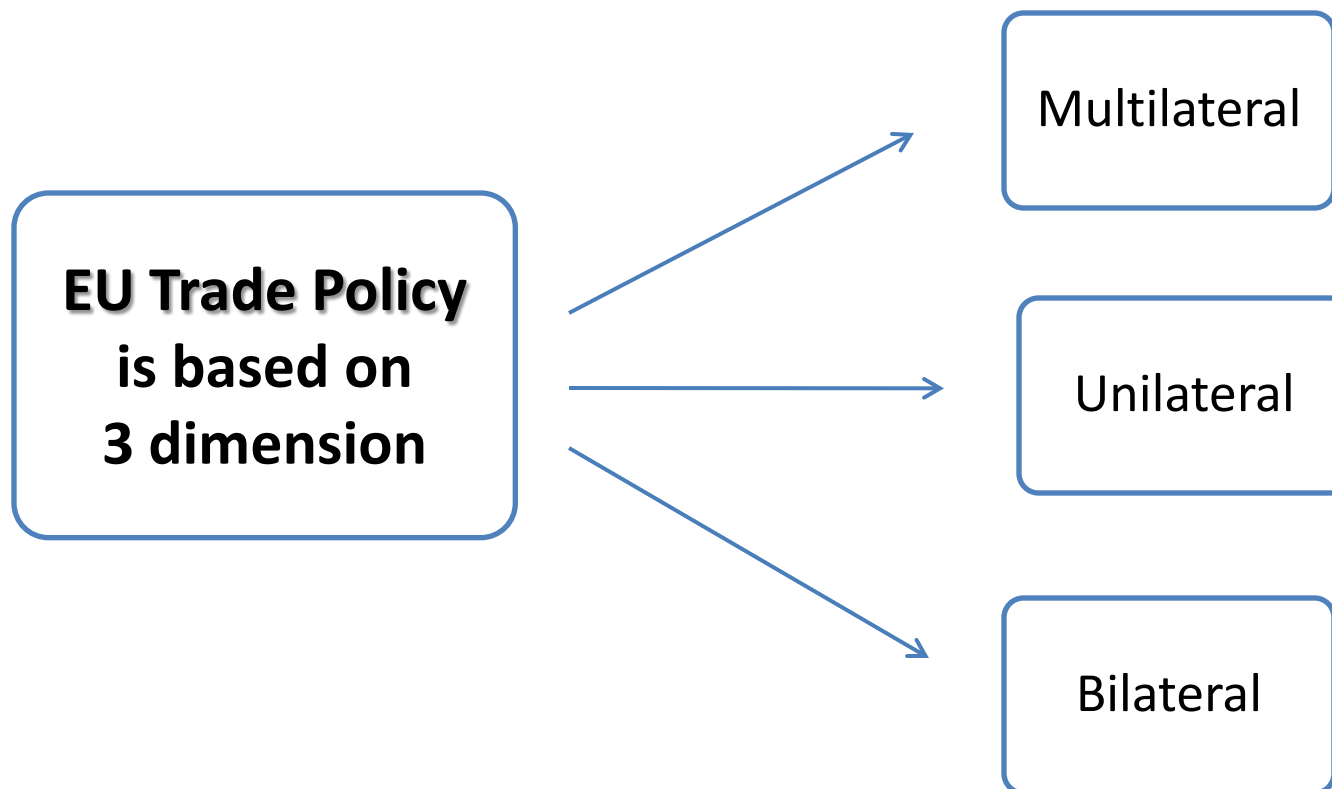 EU Trade Policy
is based on
3 dimension
Multilateral
Unilateral
Bilateral